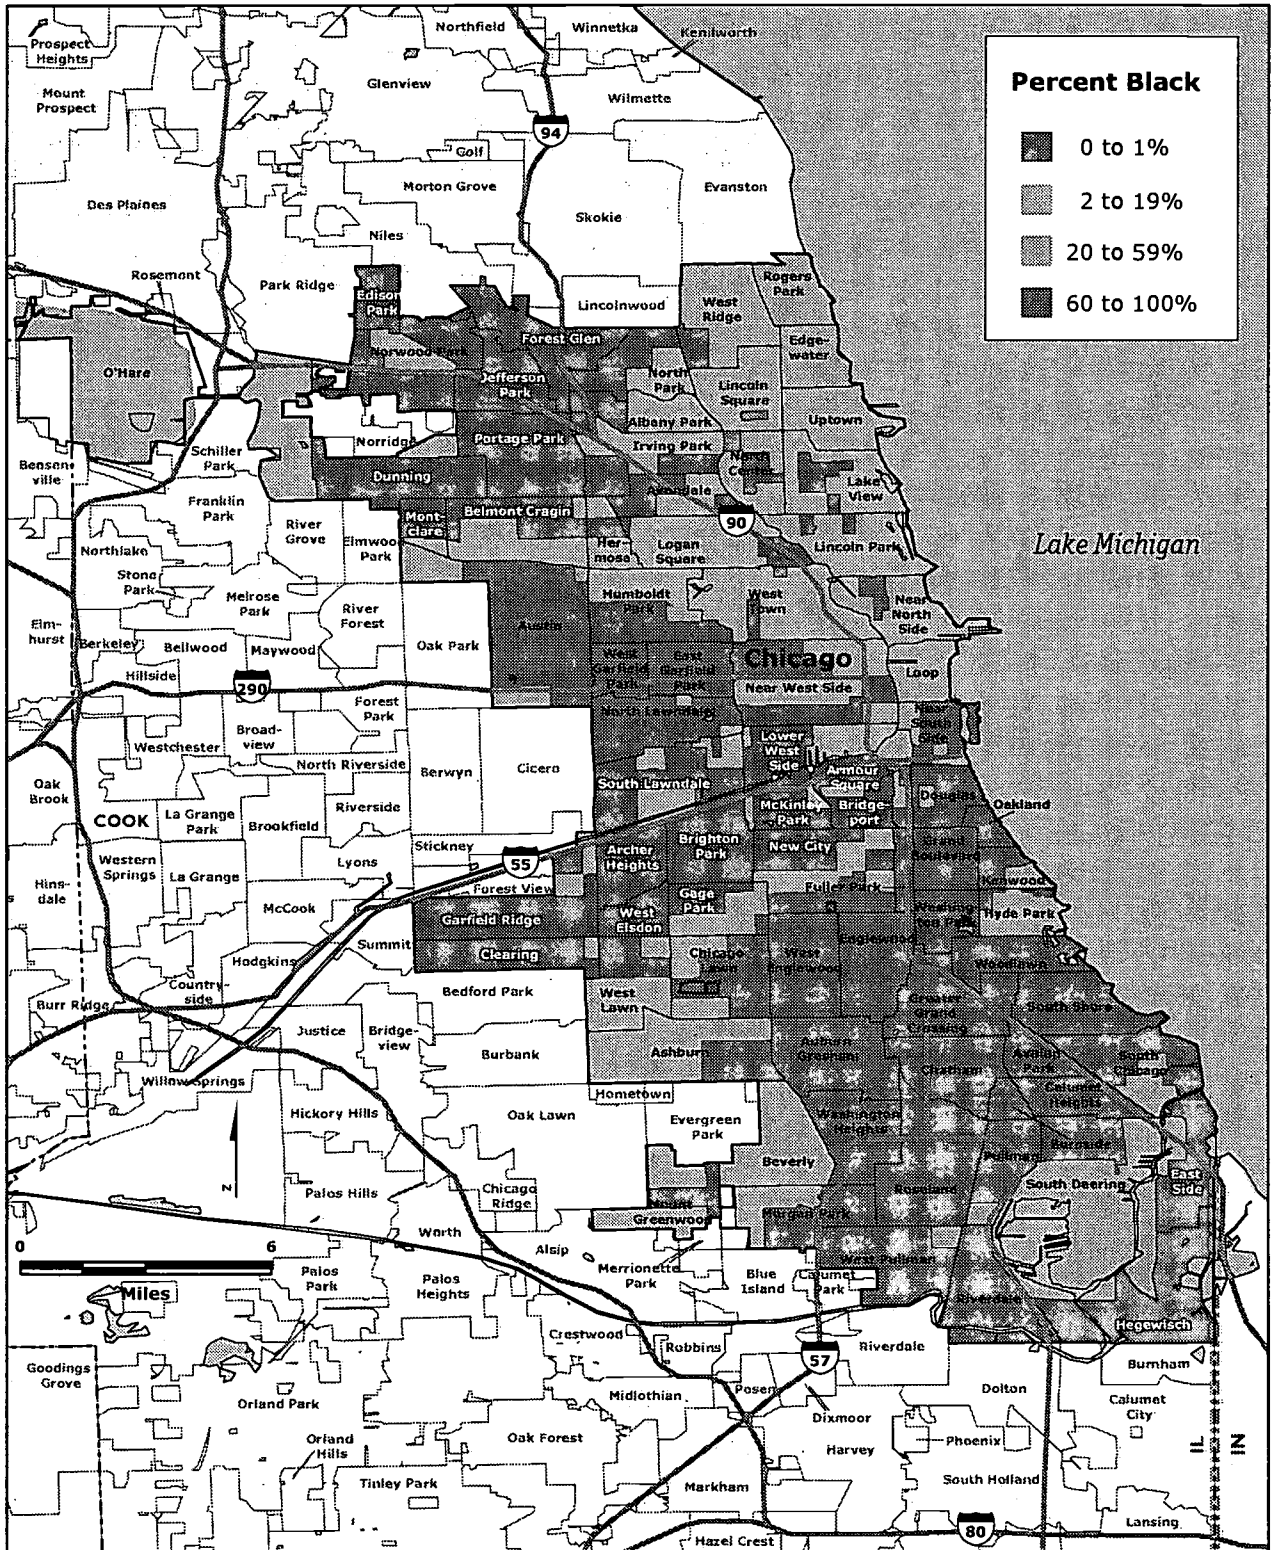 Northfield
Winnetka
Kenilworth
Prospect
Heights
Mount
Prospect
Glenview
Wilmette
94
Golf
Morton Grove
Evanston
Des Plaines
Skokie
Niles
Rosemont
Park Ridge
Lincolnwood
Percent Black
0 to 1%
2 to 19%
20 to 59%
60 to 100%
Edison
Park
West
Ridge
Rogers
Park
Forest Glen
Norwood Park
Edge-
water
O'Hare
Jefferson
Park
North
Park
Lincoln
Square
Albany Park
Uptown
Norridge
Portage Park
Irving Park
Schiller
Park
North
Center
Bensen-
ville
Dunning
Avondale
Lake
View
Franklin
Park
Mont-
clare
Belmont Cragin
90
River
Grove
Elmwood
Park
Her-
mosa
Logan
Square
Lincoln Park
Lake Michigan
Northlake
Stone
Park
Melrose
Park
River
Forest
Humboldt
Park
West
Town
Near
North
Side
Elm-
hurst
Berkeley
Bellwood
Maywood
Oak Park
Austin
West
Garfield
Park
East
Garfield
Park
Chicago
Near West Side
Loop
Hillside
290
Forest
Park
North Lawndale
Near
South
Side
Broad-
view
Westchester
North Riverside
Berwyn
Cicero
Lower
West
Side
Oak
Brook
South Lawndale
Armour
Square
Douglas
Oakland
COOK
La Grange
Park
Brookfield
Riverside
McKinley
Park
Bridge-
port
Stickney
Brighton
Park
New City
Grand
Boulevard
Western
Springs
La Grange
Lyons
55
Archer
Heights
Forest View
Gage
Park
Fuller Park
Kenwood
Hins-
dale
McCook
Garfield Ridge
West
Elsdon
Washing-
ton Park
Hyde Park
Summit
Englewood
Hodgkins
Clearing
Chicago
Lawn
West
Englewood
Woodlawn
Country-
side
Burr Ridge
Bedford Park
West
Lawn
Greater
Grand
Crossing
South Shore
Justice
Bridge-
view
Burbank
Ashburn
Auburn
Gresham
Avalon
Park
South
Chicago
Chatham
Willow Springs
Hometown
Calumet
Heights
Hickory Hills
Oak Lawn
Evergreen
Park
Washington
Heights
Burnside
Pullman
Beverly
N
Palos Hills
Chicago
Ridge
Roseland
South Deering
East
Side
Mount
Greenwood
Morgan Park
Worth
Alsip
West Pullman
0 6
Miles
Palos
Park
Palos
Heights
Merrionette
Park
Blue
Island
Calumet
Park
Riverdale
Hegewisch
Crestwood
Robbins
57
Riverdale
Burnham
Goodings
Grove
Midlothian
Posen
Dolton
Calumet
City
Orland Park
Dixmoor
Orland
Hills
Oak Forest
Harvey
Phoenix
IL
IN
Tinley Park
Markham
South Holland
Lansing
80
Hazel Crest